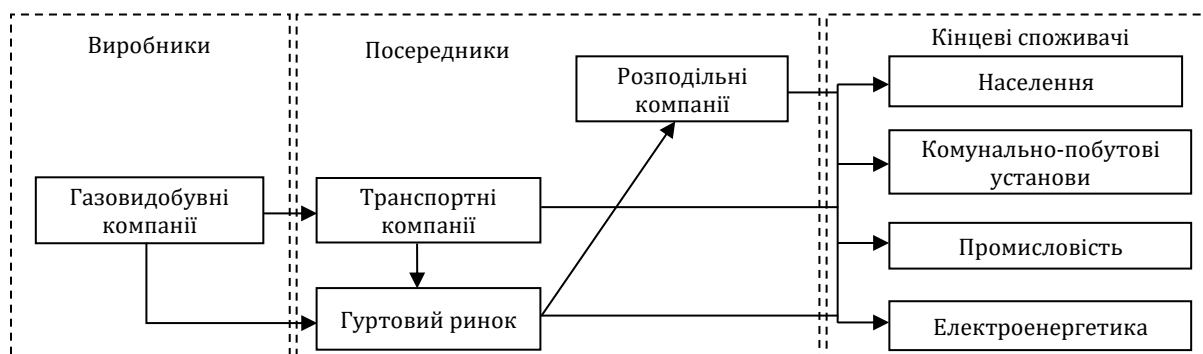 Виробники
Посередники
Кінцеві споживачі
Розподільні
компанії
Населення
Комунально-побутові
установи
Газовидобувні
компанії
Транспортні
компанії
Промисловість
Гуртовий ринок
Електроенергетика